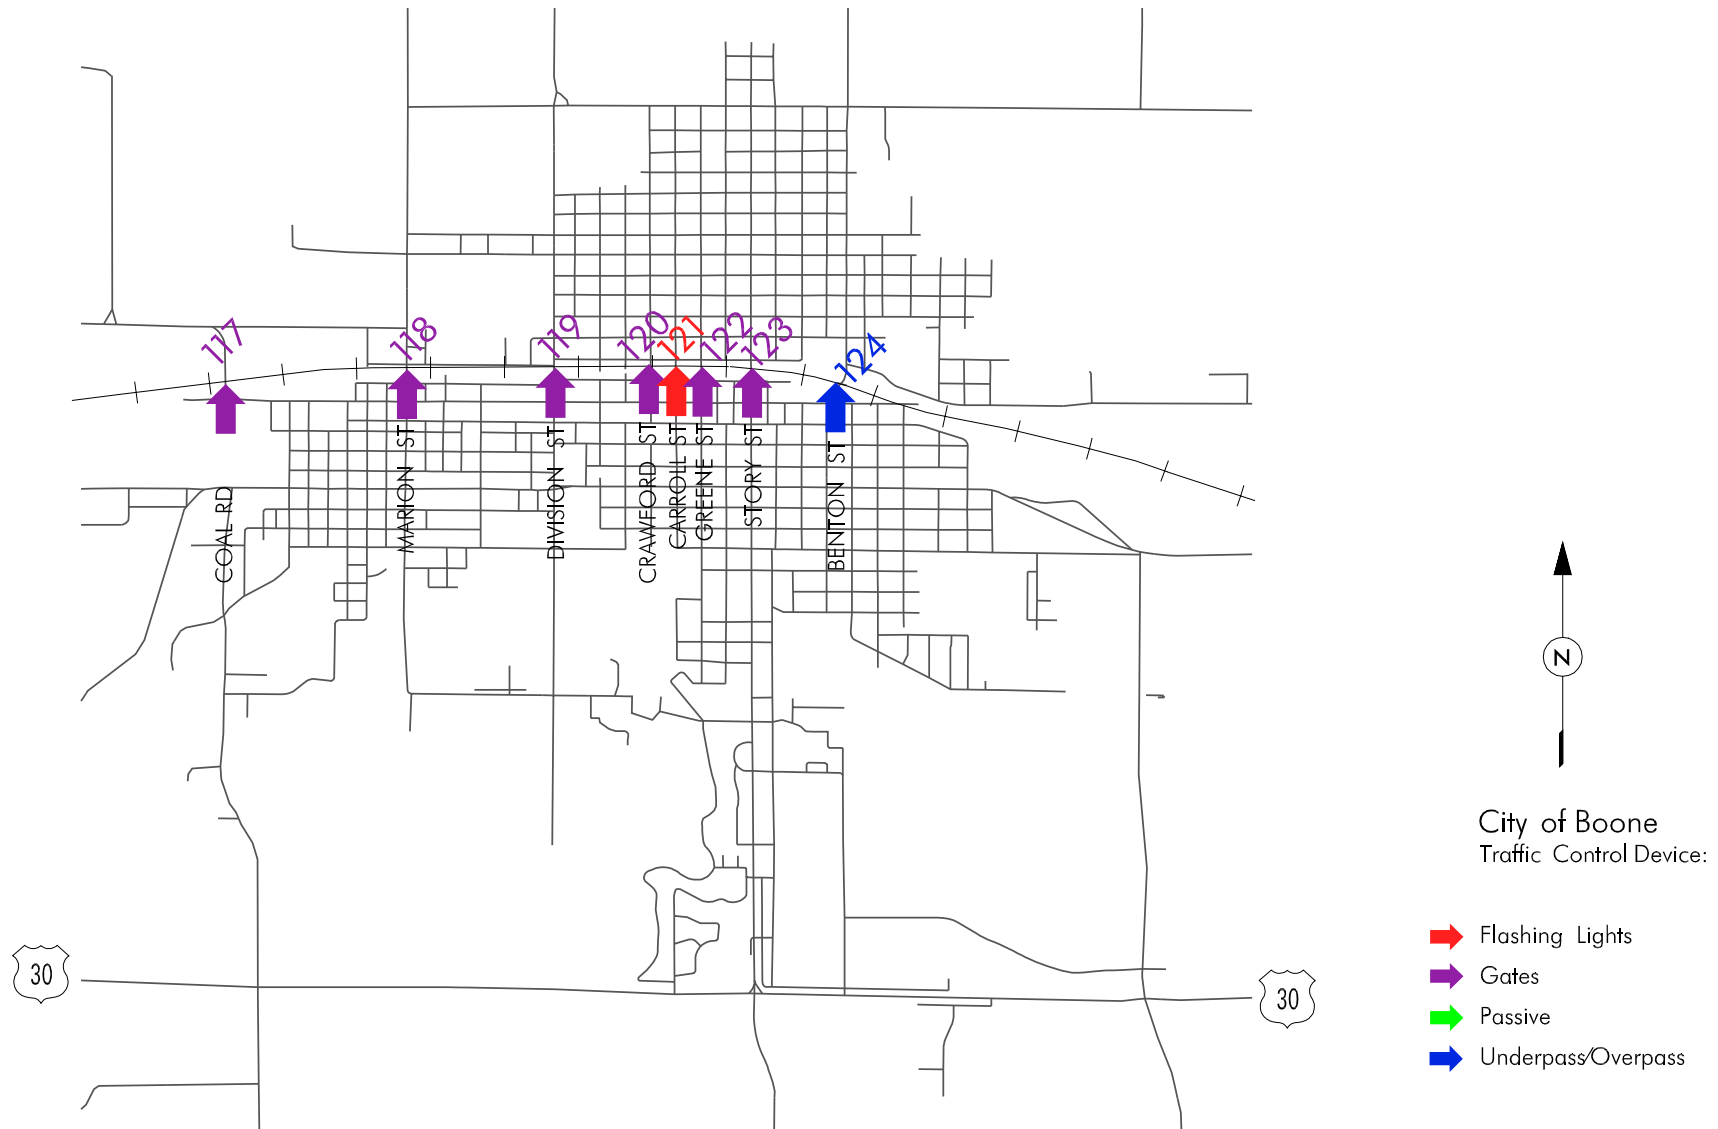 117
118
119
120
121
122
123
124
COAL RD
MARION ST
DIVISION ST
CRAWFORD ST
CARROLL ST
GREENE ST
STORY ST
BENTON ST
N
City of Boone
Traffic Control Device:
30
30
Flashing Lights
Gates
Passive
Underpass/Overpass